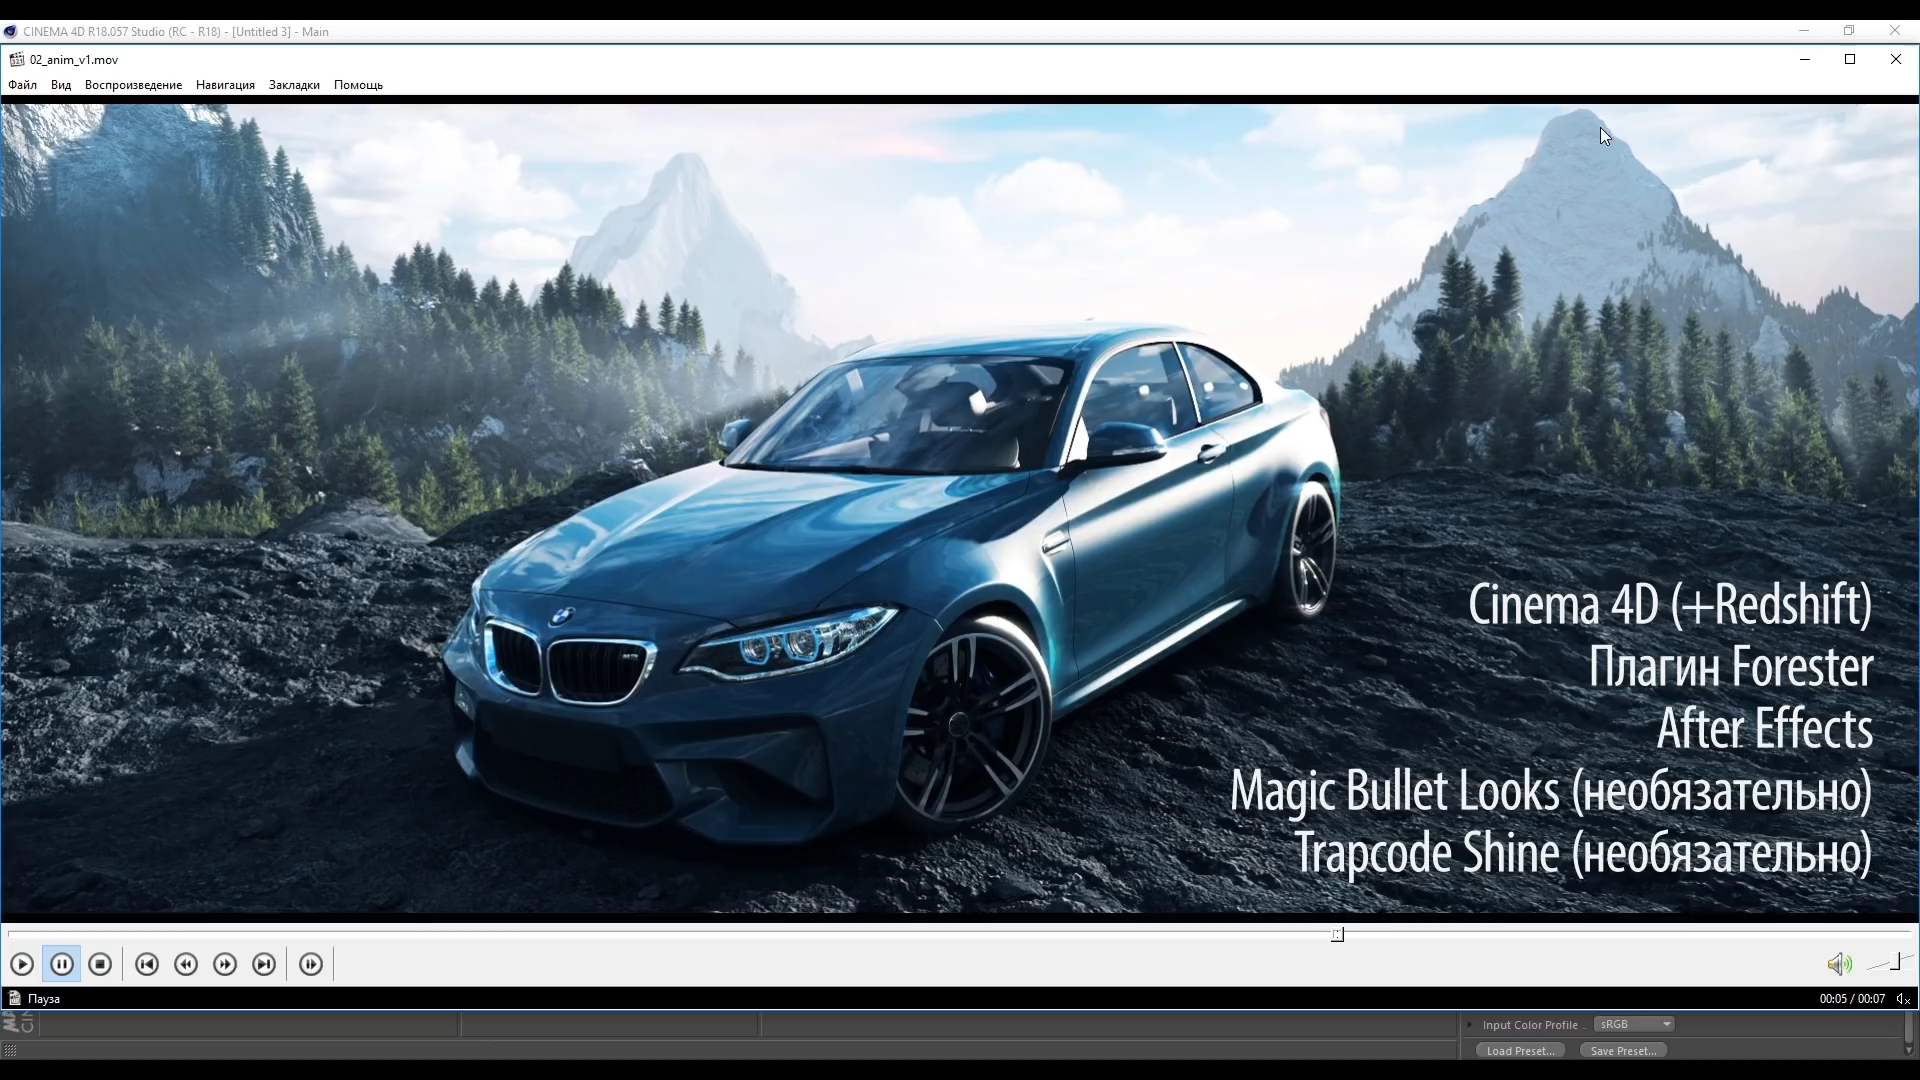 CINEMA 4D R18.057 Studio (RC - R18) - [Untitled 3] - Main
02_anim_v1.mov
Файл Вид Воспроизведение Навигация Закладки Помощь
Cinema 4D (+Redshift)
Плагин Forester
After Effects
Magic Bullet Looks (необязательно)
Trapcode Shine (необязательно)
Пауза
00:05 / 00:07
Input Color Profile . sRGB
Load Preset... Save Preset...